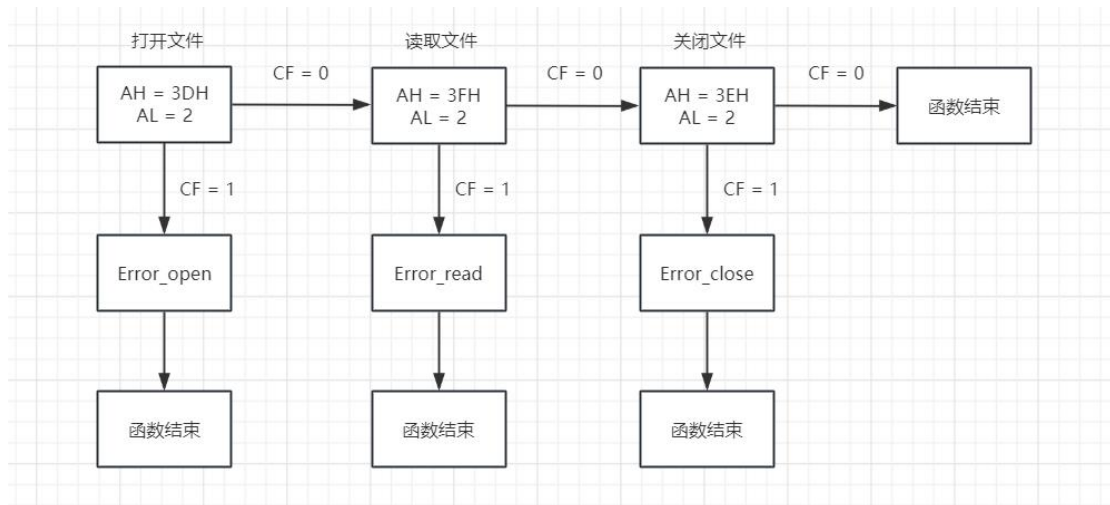 打开文件
读取文件
关闭文件
CF = 0
CF = 0
CF = 0
AH = 3DH
AL = 2
AH = 3FH
AL = 2
AH = 3EH
AL = 2
函数结束
CF = 1
CF = 1
CF = 1
Error_open
Error_read
Error_close
函数结束
函数结束
函数结束